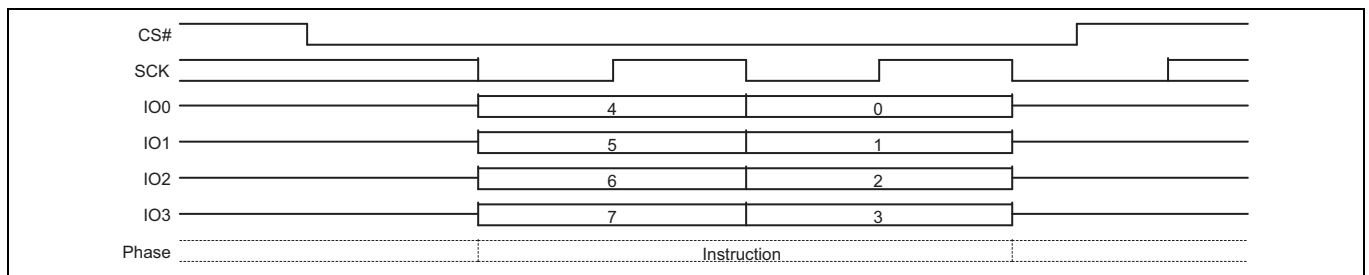 CS#
SCK
IO0 4 0
IO1 5 1
IO2 6 2
IO3 7 3
Phase Instruction